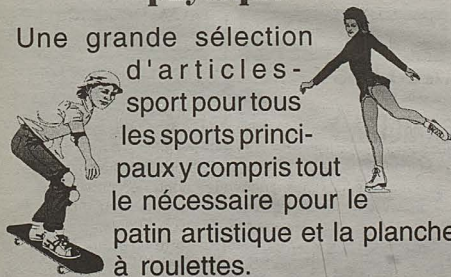 Une grande sélection
d'articles-
sport pour tous
les sports princi-
paux y compris tout
le nécessaire pour le
patin artistique et la planche
à roulettes.